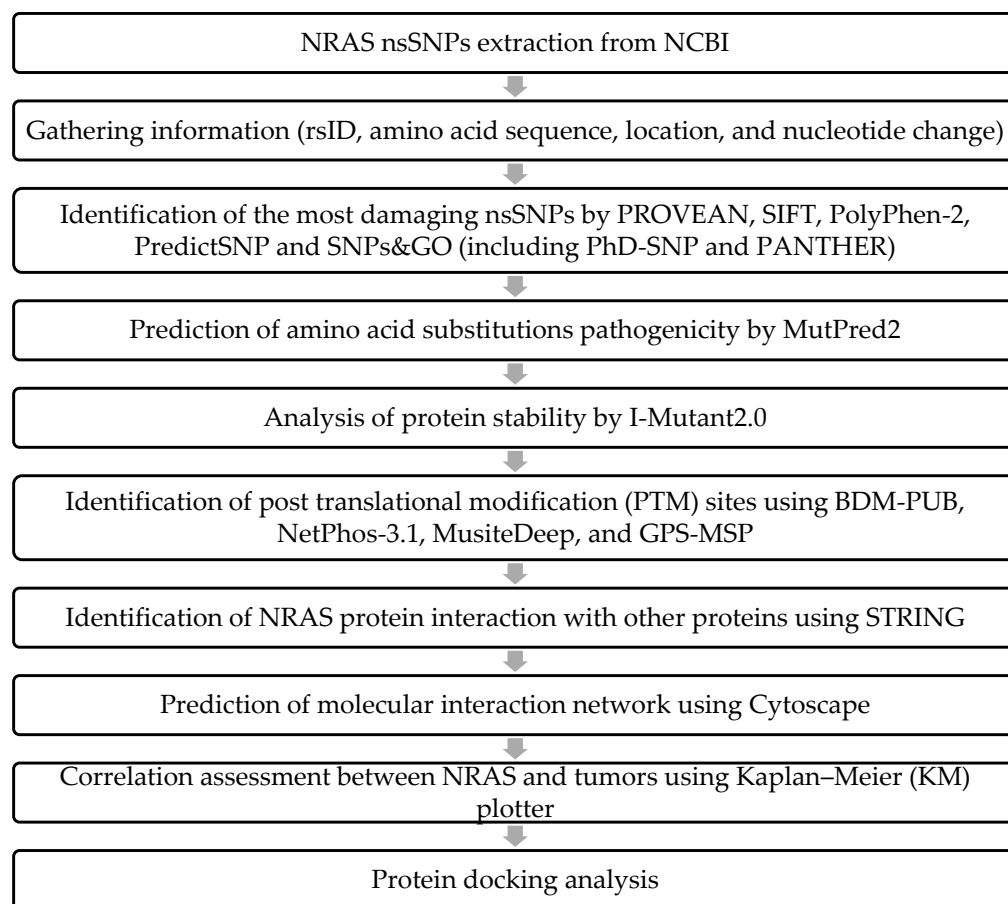 NRAS nsSNPs extraction from NCBI
Gathering information (rsID, amino acid sequence, location, and nucleotide change)
Identification of the most damaging nsSNPs by PROVEAN, SIFT, PolyPhen-2,
PredictSNP and SNPs&GO (including PhD-SNP and PANTHER)
Prediction of amino acid substitutions pathogenicity by MutPred2
Analysis of protein stability by I-Mutant2.0
Identification of post translational modification (PTM) sites using BDM-PUB,
NetPhos-3.1, MusiteDeep, and GPS-MSP
Identification of NRAS protein interaction with other proteins using STRING
Prediction of molecular interaction network using Cytoscape
Correlation assessment between NRAS and tumors using Kaplan–Meier (KM)
plotter
Protein docking analysis